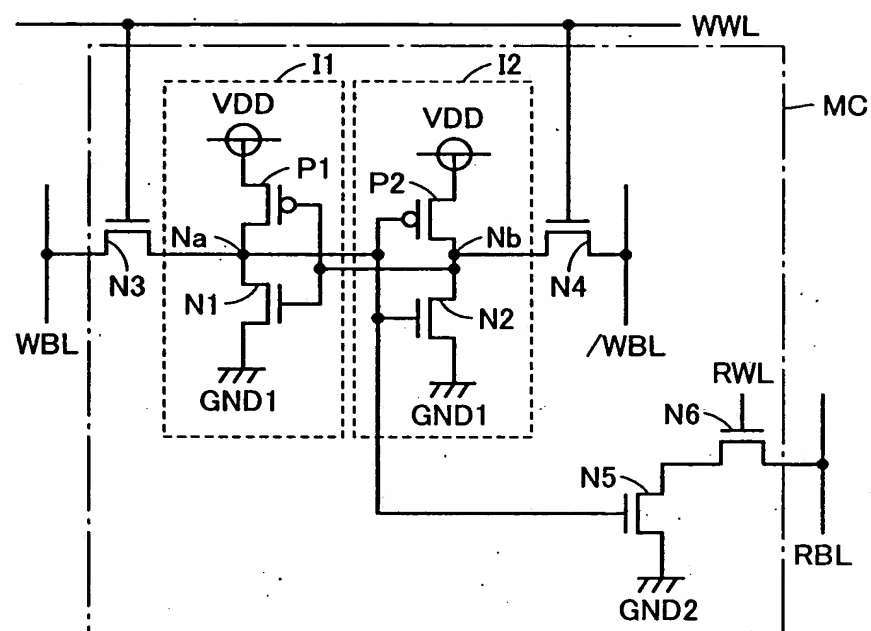 WWL
I1
I2
MC
VDD
VDD
P1
P2
Na
Nb
N3
N4
N1
N2
WBL
/WBL
GND1
GND1
RWL
N6
N5
RBL
GND2